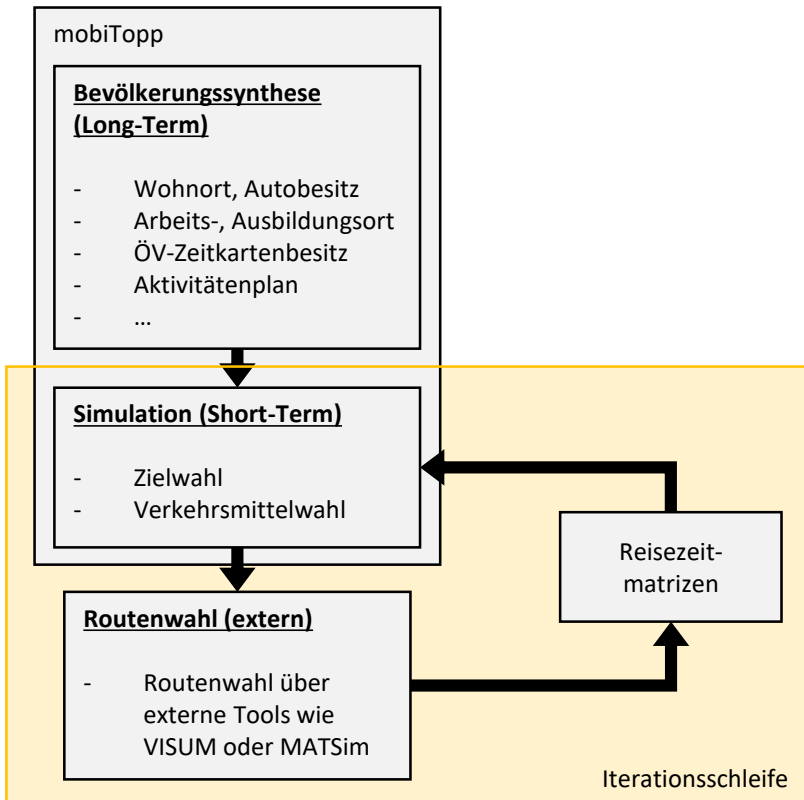 mobiTopp
Bevölkerungssynthese
(Long-Term)
- Wohnort, Autobesitz
- Arbeits-, Ausbildungsort
- ÖV-Zeitkartenbesitz
- Aktivitätenplan
- …
Simulation (Short-Term)
- Zielwahl
- Verkehrsmittelwahl
Reisezeit-
matrizen
Routenwahl (extern)
- Routenwahl über
externe Tools wie
VISUM oder MATSim
Iterationsschleife